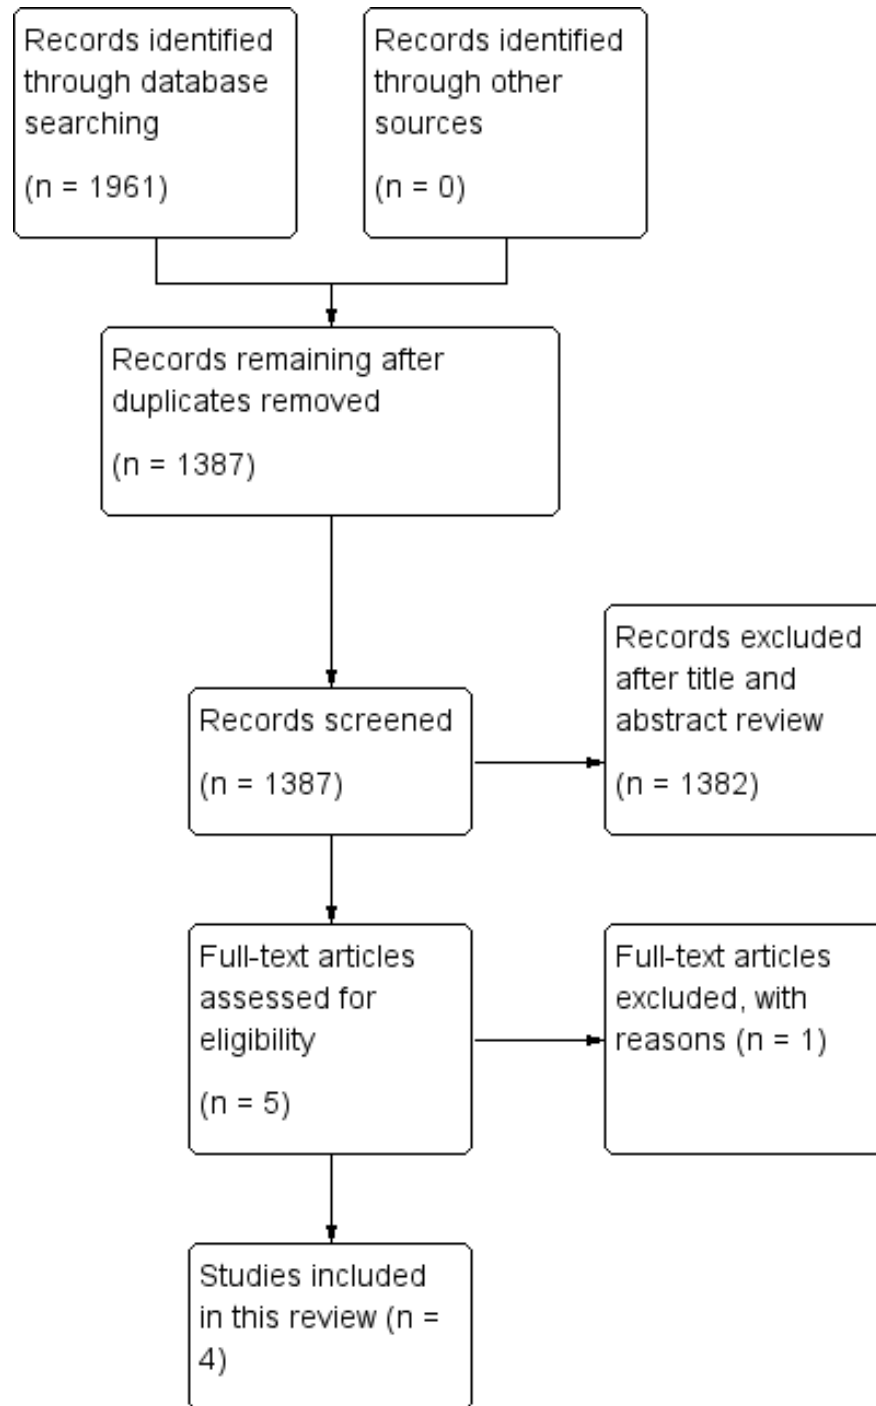 Records identified
through database
searching
(n = 1961)
Records identified
through other
sources
(n = 0)
Records remaining after
duplicates removed
(n = 1387)
Records screened
(n = 1387)
Records excluded
after title and
abstract review
(n = 1382)
Full-text articles
assessed for
eligibility
(n = 5)
Full-text articles
excluded, with
reasons (n = 1)
Studies included
in this review (n =
4)